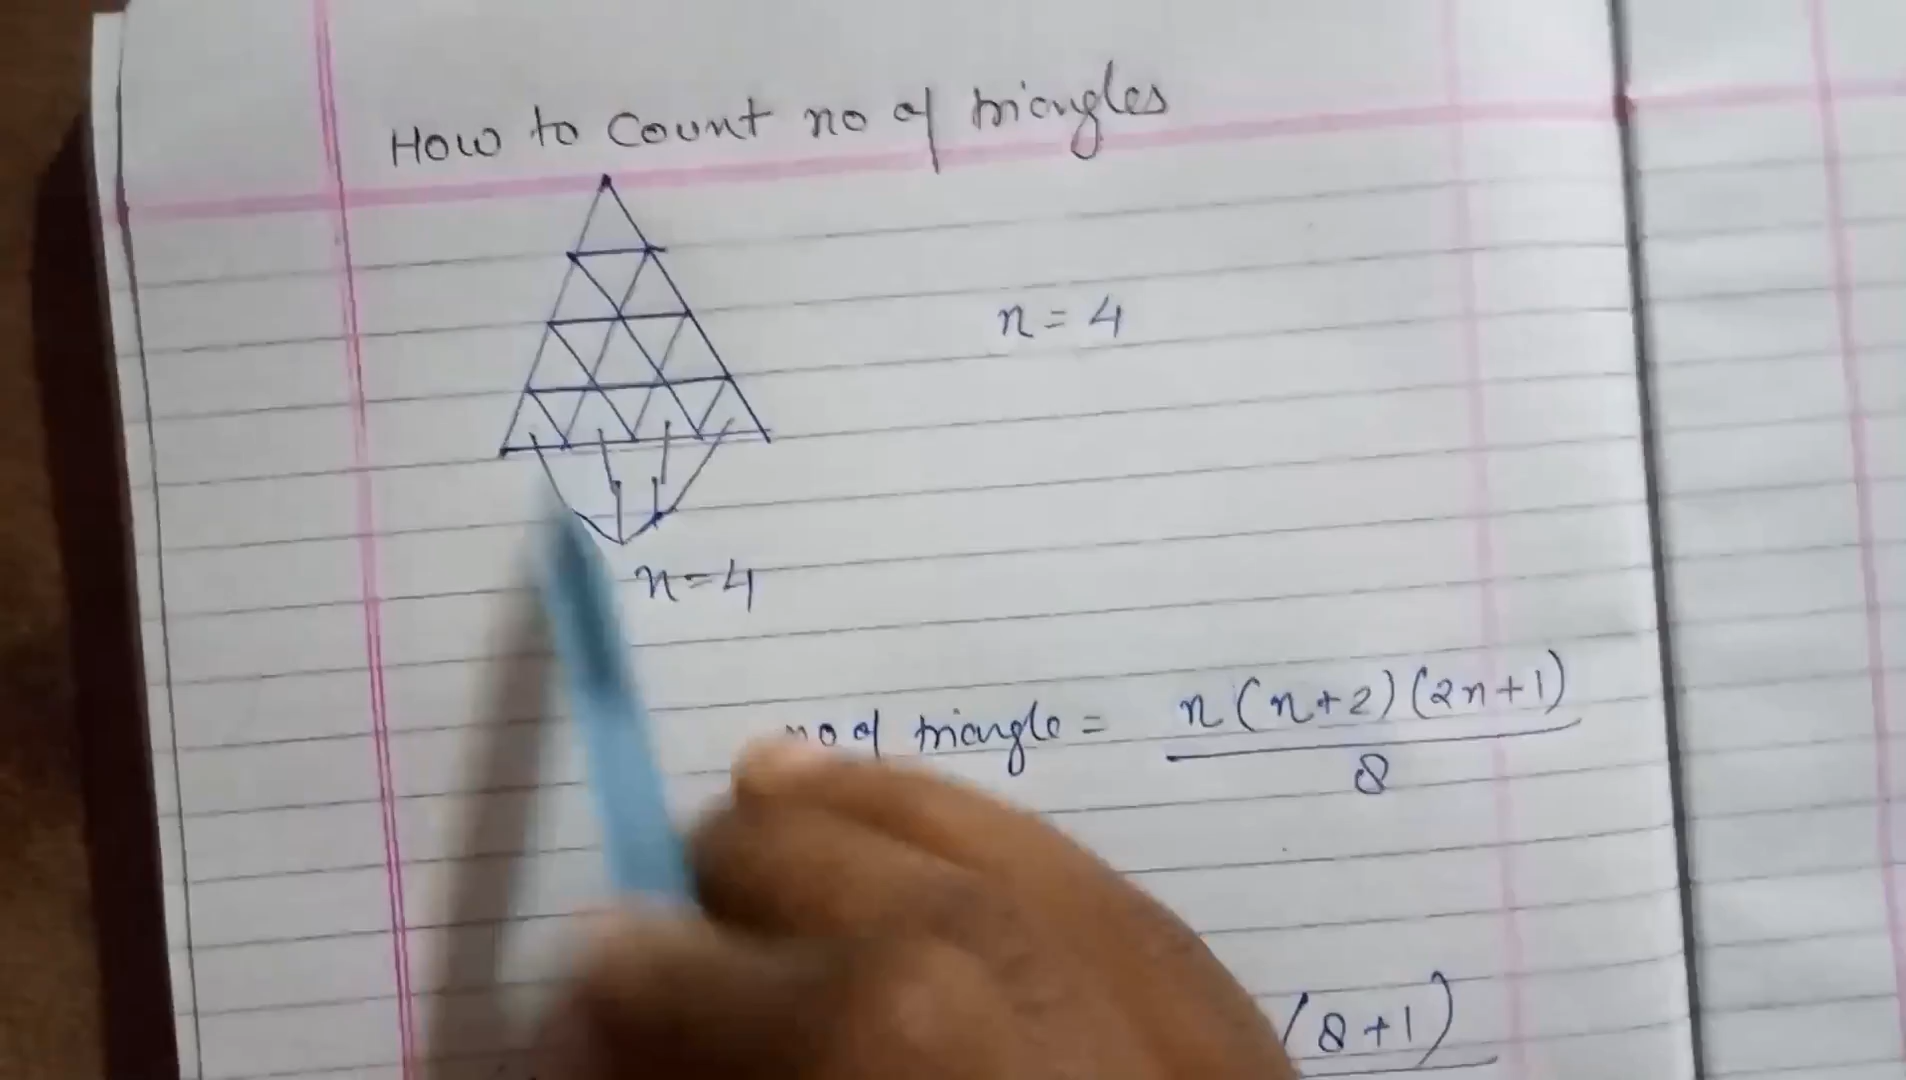 How to Count no of triangles
n = 4
n=4
no of triangle = n(n+2)(2n+1)
8
(8+1)